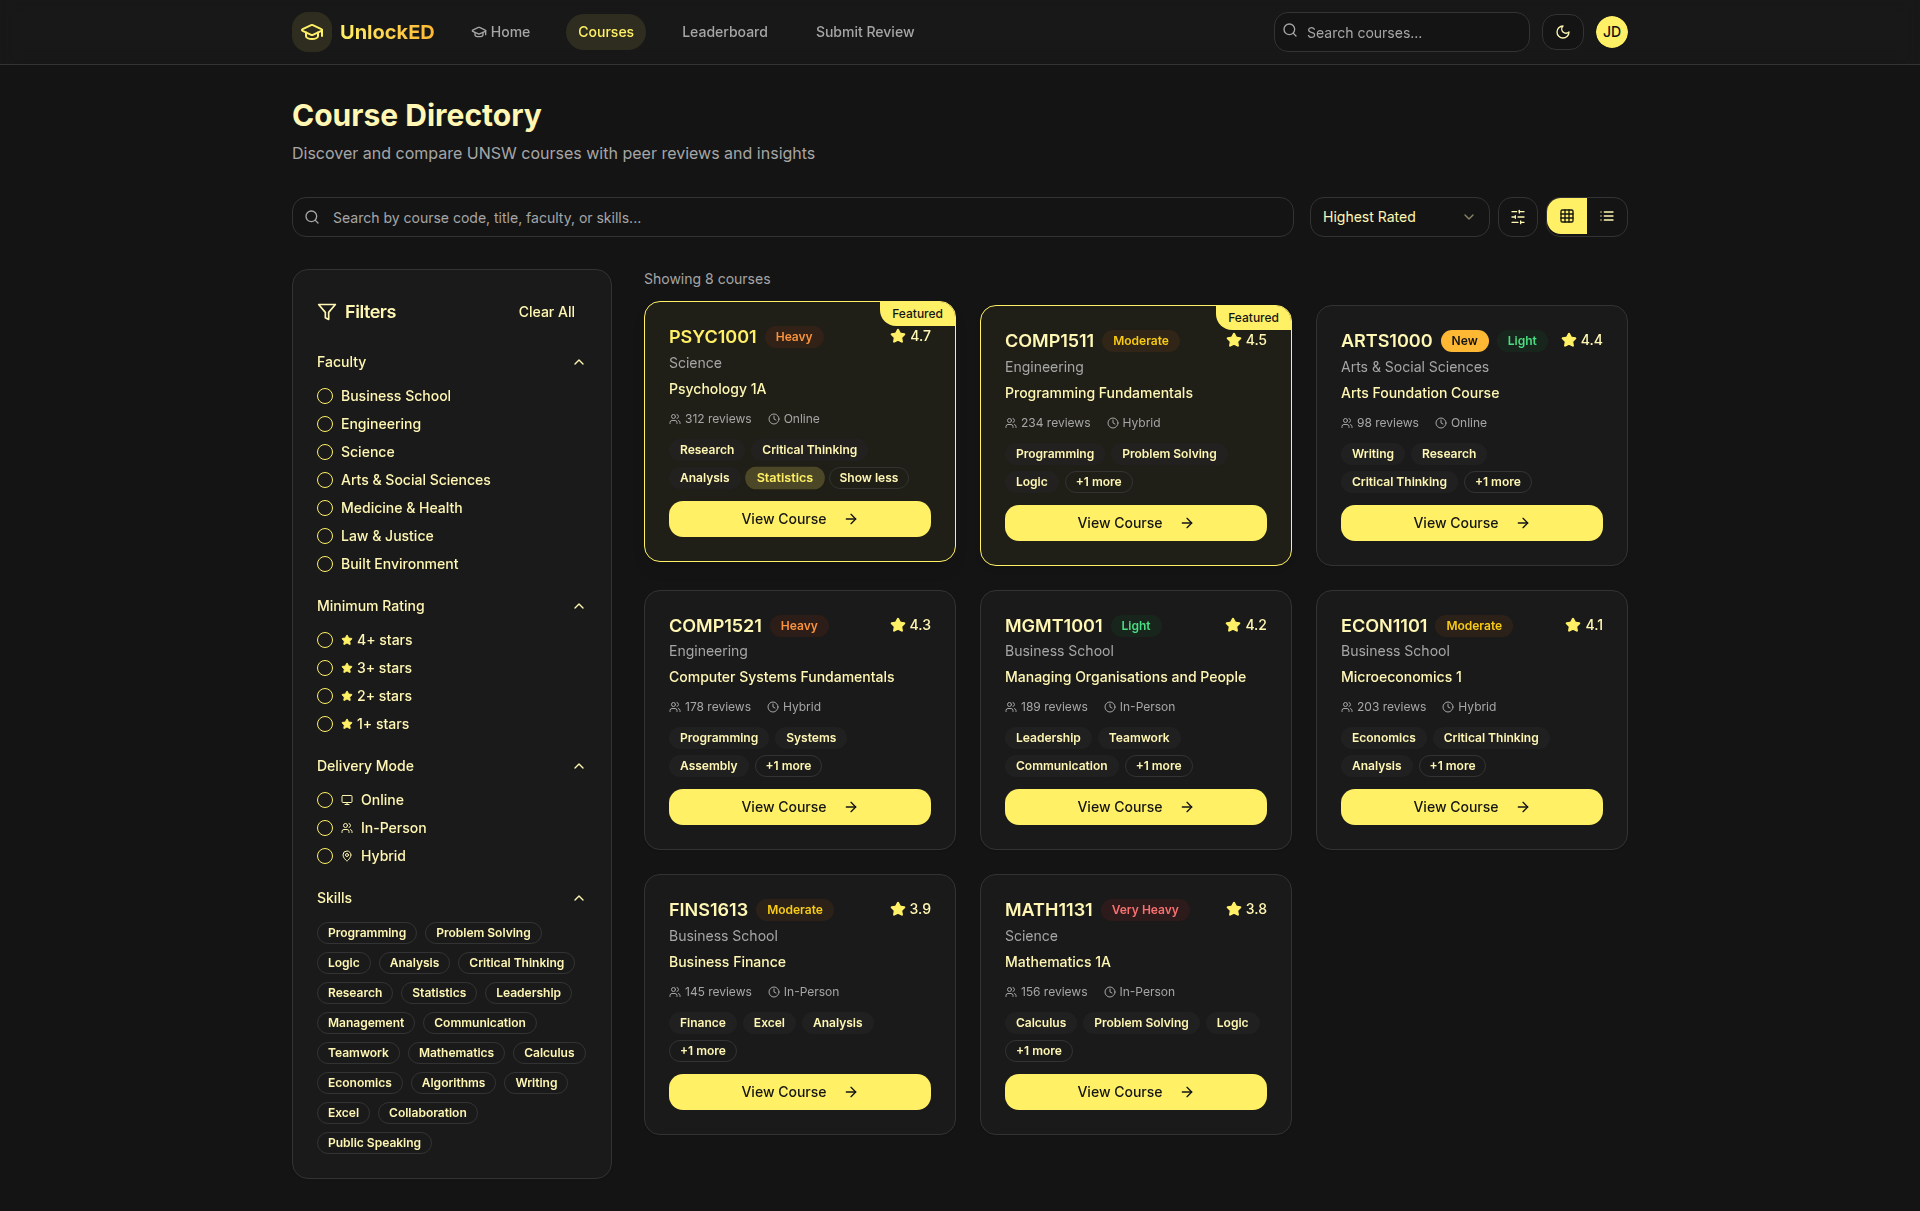 UnlockED
Home
Courses
Leaderboard
Submit Review
Search courses...
JD
Course Directory
Discover and compare UNSW courses with peer reviews and insights
Search by course code, title, faculty, or skills...
Highest Rated
Filters
Clear All
Faculty
Business School
Engineering
Science
Arts & Social Sciences
Medicine & Health
Law & Justice
Built Environment
Minimum Rating
4+ stars
3+ stars
2+ stars
1+ stars
Delivery Mode
Online
In-Person
Hybrid
Skills
Programming Problem Solving
Logic Analysis Critical Thinking
Research Statistics Leadership
Management Communication
Teamwork Mathematics Calculus
Economics Algorithms Writing
Excel Collaboration
Public Speaking
Showing 8 courses
Featured
PSYC1001 Heavy 4.7
Science
Psychology 1A
312 reviews Online
Research Critical Thinking
Analysis Statistics Show less
View Course
Featured
COMP1511 Moderate 4.5
Engineering
Programming Fundamentals
234 reviews Hybrid
Programming Problem Solving
Logic +1 more
View Course
ARTS1000 New Light 4.4
Arts & Social Sciences
Arts Foundation Course
98 reviews Online
Writing Research
Critical Thinking +1 more
View Course
COMP1521 Heavy 4.3
Engineering
Computer Systems Fundamentals
178 reviews Hybrid
Programming Systems
Assembly +1 more
View Course
MGMT1001 Light 4.2
Business School
Managing Organisations and People
189 reviews In-Person
Leadership Teamwork
Communication +1 more
View Course
ECON1101 Moderate 4.1
Business School
Microeconomics 1
203 reviews Hybrid
Economics Critical Thinking
Analysis +1 more
View Course
FINS1613 Moderate 3.9
Business School
Business Finance
145 reviews In-Person
Finance Excel Analysis
+1 more
View Course
MATH1131 Very Heavy 3.8
Science
Mathematics 1A
156 reviews In-Person
Calculus Problem Solving Logic
+1 more
View Course